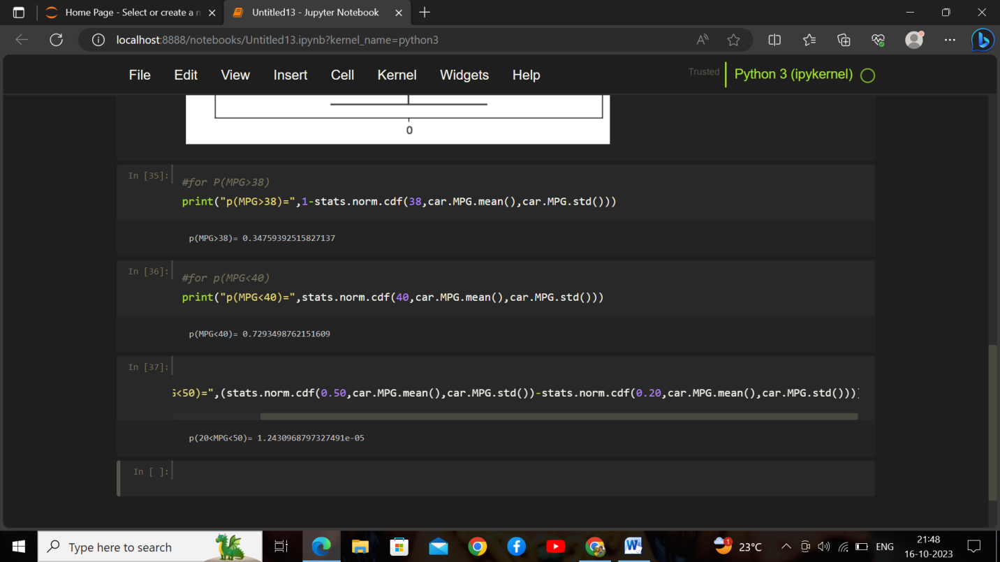 Home Page - Select or create a n
Untitled13 - Jupyter Notebook
localhost:8888/notebooks/Untitled13.ipynb?kernel_name=python3
File Edit View Insert Cell Kernel Widgets Help
Trusted
Python 3 (ipykernel)
0
In [35]:
#for P(MPG>38)
print("p(MPG>38)=",1-stats.norm.cdf(38,car.MPG.mean(),car.MPG.std()))
p(MPG>38)= 0.34759392515827137
In [36]:
#for p(MPG<40)
print("p(MPG<40)=",stats.norm.cdf(40,car.MPG.mean(),car.MPG.std()))
p(MPG<40)= 0.7293498762151609
In [37]:
G<50)=",(stats.norm.cdf(0.50,car.MPG.mean(),car.MPG.std())-stats.norm.cdf(0.20,car.MPG.mean(),car.MPG.std())))
p(20<MPG<50)= 1.2430968797327491e-05
In [ ]:
Type here to search
1
23°C
ENG
21:48
16-10-2023